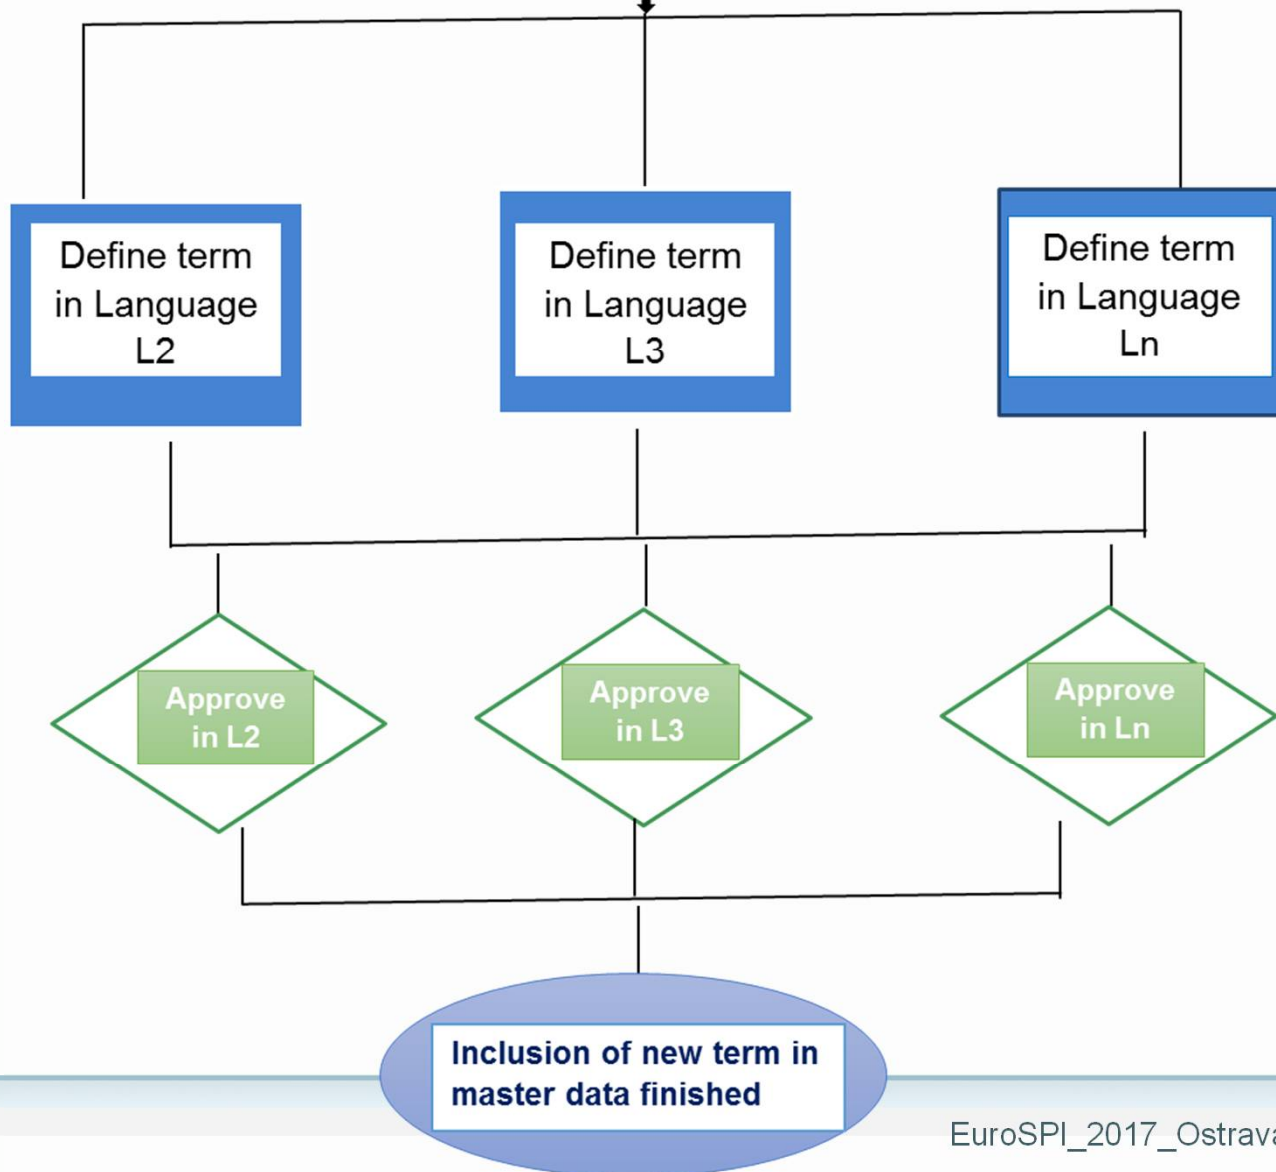 Define term
in Language
L2
Define term
in Language
L3
Define term
in Language
Ln
Approve
in L2
Approve
in L3
Approve
in Ln
Inclusion of new term in
master data finished
EuroSPI_2017_Ostrava